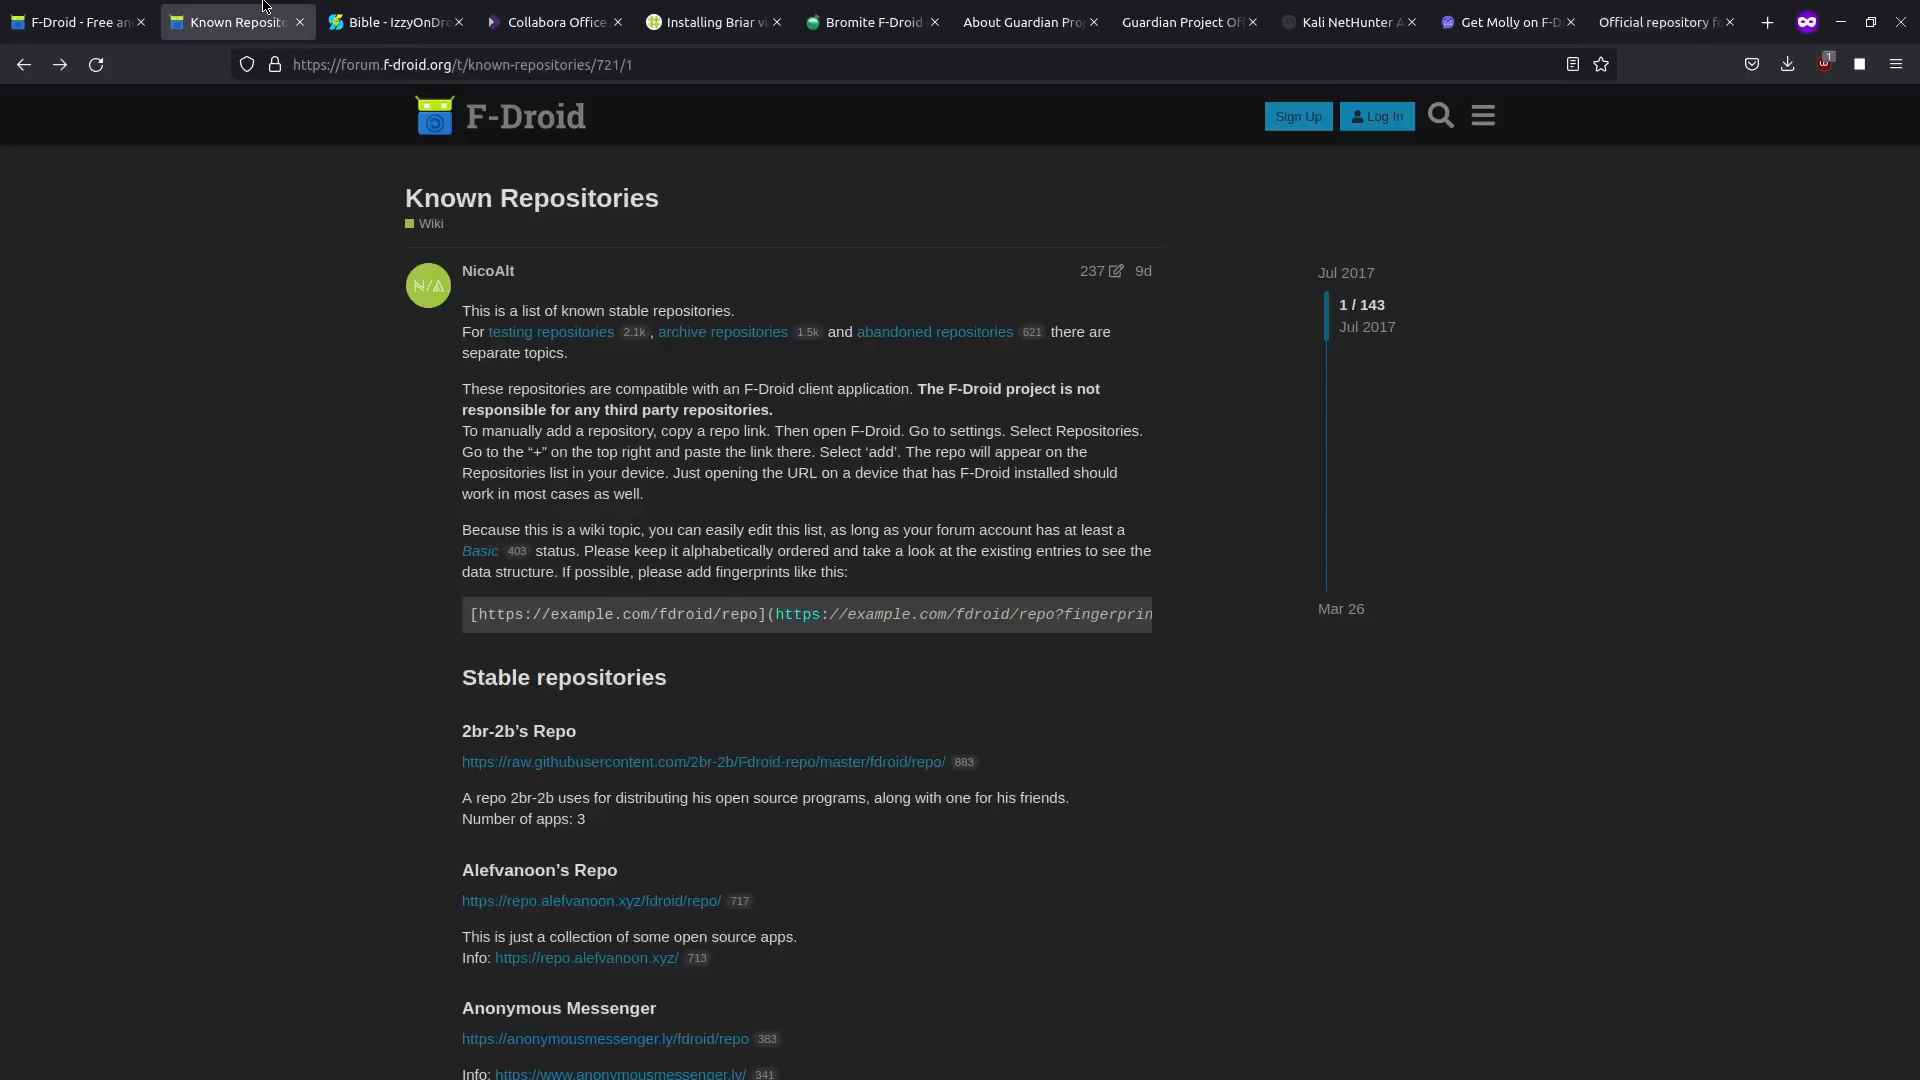 F-Droid - Free an
Known Reposito
Bible - IzzyOnDro
Collabora Office
Installing Briar vi
Bromite F-Droid
About Guardian Proj
Guardian Project Of
Kali NetHunter A
Get Molly on F-D
Official repository fo
https://forum.f-droid.org/t/known-repositories/721/1
1
F-Droid
Sign Up
Log In
Known Repositories
Wiki
N/A
NicoAlt
237
9d
This is a list of known stable repositories.
For testing repositories 2.1k , archive repositories 1.5k and abandoned repositories 621 there are
separate topics.
These repositories are compatible with an F-Droid client application. The F-Droid project is not
responsible for any third party repositories.
To manually add a repository, copy a repo link. Then open F-Droid. Go to settings. Select Repositories.
Go to the “+” on the top right and paste the link there. Select ‘add’. The repo will appear on the
Repositories list in your device. Just opening the URL on a device that has F-Droid installed should
work in most cases as well.
Because this is a wiki topic, you can easily edit this list, as long as your forum account has at least a
Basic 403 status. Please keep it alphabetically ordered and take a look at the existing entries to see the
data structure. If possible, please add fingerprints like this:
[https://example.com/fdroid/repo](https://example.com/fdroid/repo?fingerprin
Stable repositories
2br-2b’s Repo
https://raw.githubusercontent.com/2br-2b/Fdroid-repo/master/fdroid/repo/ 883
A repo 2br-2b uses for distributing his open source programs, along with one for his friends.
Number of apps: 3
Alefvanoon’s Repo
https://repo.alefvanoon.xyz/fdroid/repo/ 717
This is just a collection of some open source apps.
Info: https://repo.alefvanoon.xyz/ 713
Anonymous Messenger
https://anonymousmessenger.ly/fdroid/repo 383
Info: https://www.anonymousmessenger.ly/ 341
Jul 2017
1 / 143
Jul 2017
Mar 26